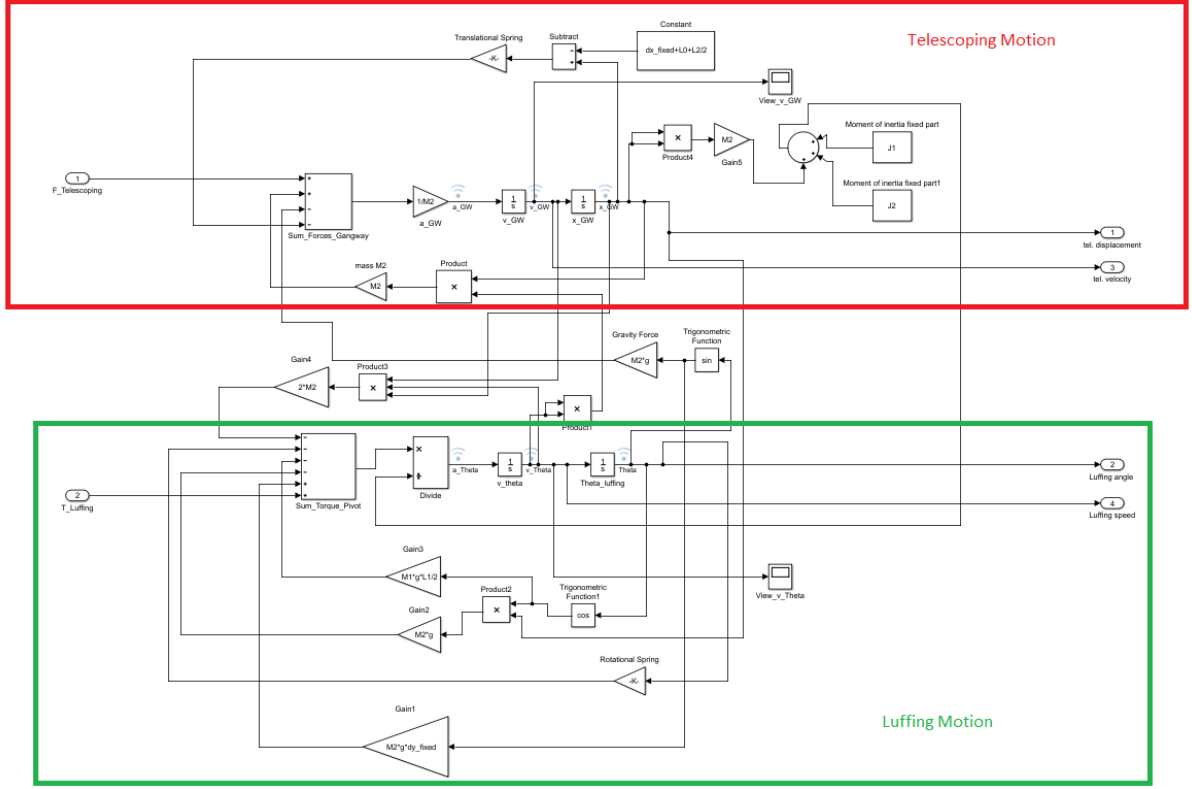 Constant
Telescoping Motion
Translational Spring
Subtract
-K-
-
+
dx_fixed+L0+L2/2
View_v_GW
Moment of inertia fixed part
J1
×
Product4
M2
Gain5
+
+
+
Moment of inertia fixed part1
J2
1
F_Telescoping
+
+
-
-
Sum_Forces_Gangway
1/M2
a_GW
a_GW
1
s
v_GW
v_GW
1
s
x_GW
x_GW
1
tel. displacement
3
tel. velocity
mass M2
M2
Product
×
Gravity Force
M2*g
Trigonometric
Function
sin
Gain4
2*M2
Product3
×
×
Product1
-
-
-
-
+
+
Sum_Torque_Pivot
×
÷
Divide
a_Theta
1
s
v_theta
v_Theta
1
s
Theta_luffing
Theta
2
Luffing angle
2
T_Luffing
4
Luffing speed
Gain3
M1*g*L1/2
Product2
×
Trigonometric
Function1
cos
View_v_Theta
Gain2
M2*g
Rotational Spring
-K-
Gain1
M2*g*dy_fixed
Luffing Motion